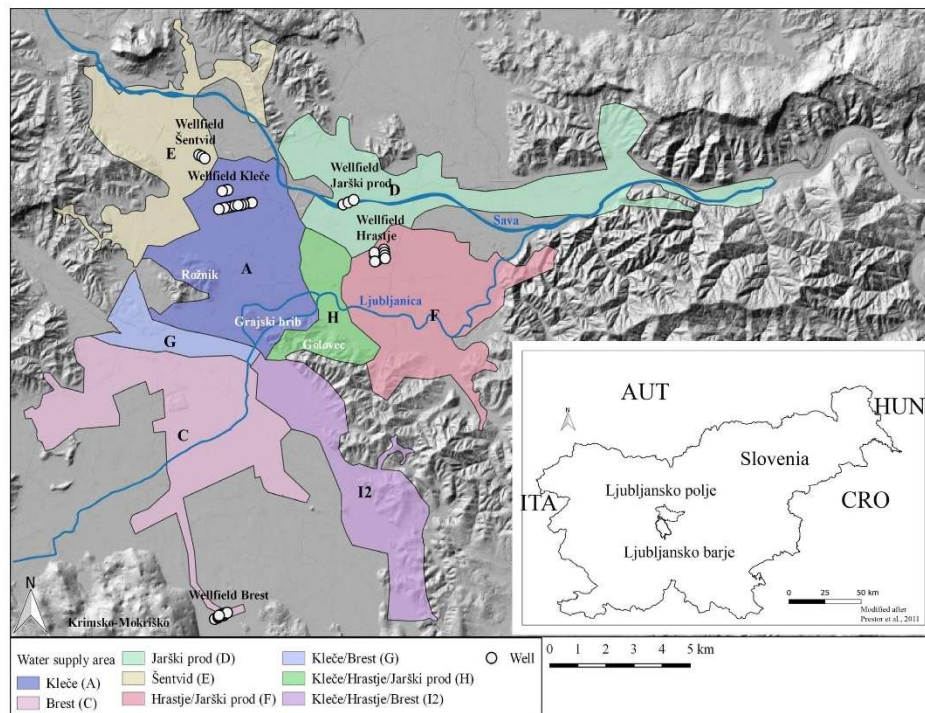 Wellfield
Šentvid
E
Wellfield Kleče
Wellfield
Jarški prod
D
Wellfield
Hrastje
Sava
Rožnik
A
Ljubljanica
Grajski hrib
H
F
Golovec
G
C
I2
Wellfield Brest
N
Krimsko-Mokriško
AUT
HUN
N
Slovenia
Ljubljansko polje
ITA
CRO
Ljubljansko barje
0 25 50 km
Modified after
Prestor et al., 2011
Water supply area
Kleče (A)
Brest (C)
Jarški prod (D)
Šentvid (E)
Hrastje/Jarški prod (F)
Kleče/Brest (G)
Kleče/Hrastje/Jarški prod (H)
Kleče/Hrastje/Brest (I2)
Well
0 1 2 3 4 5 km